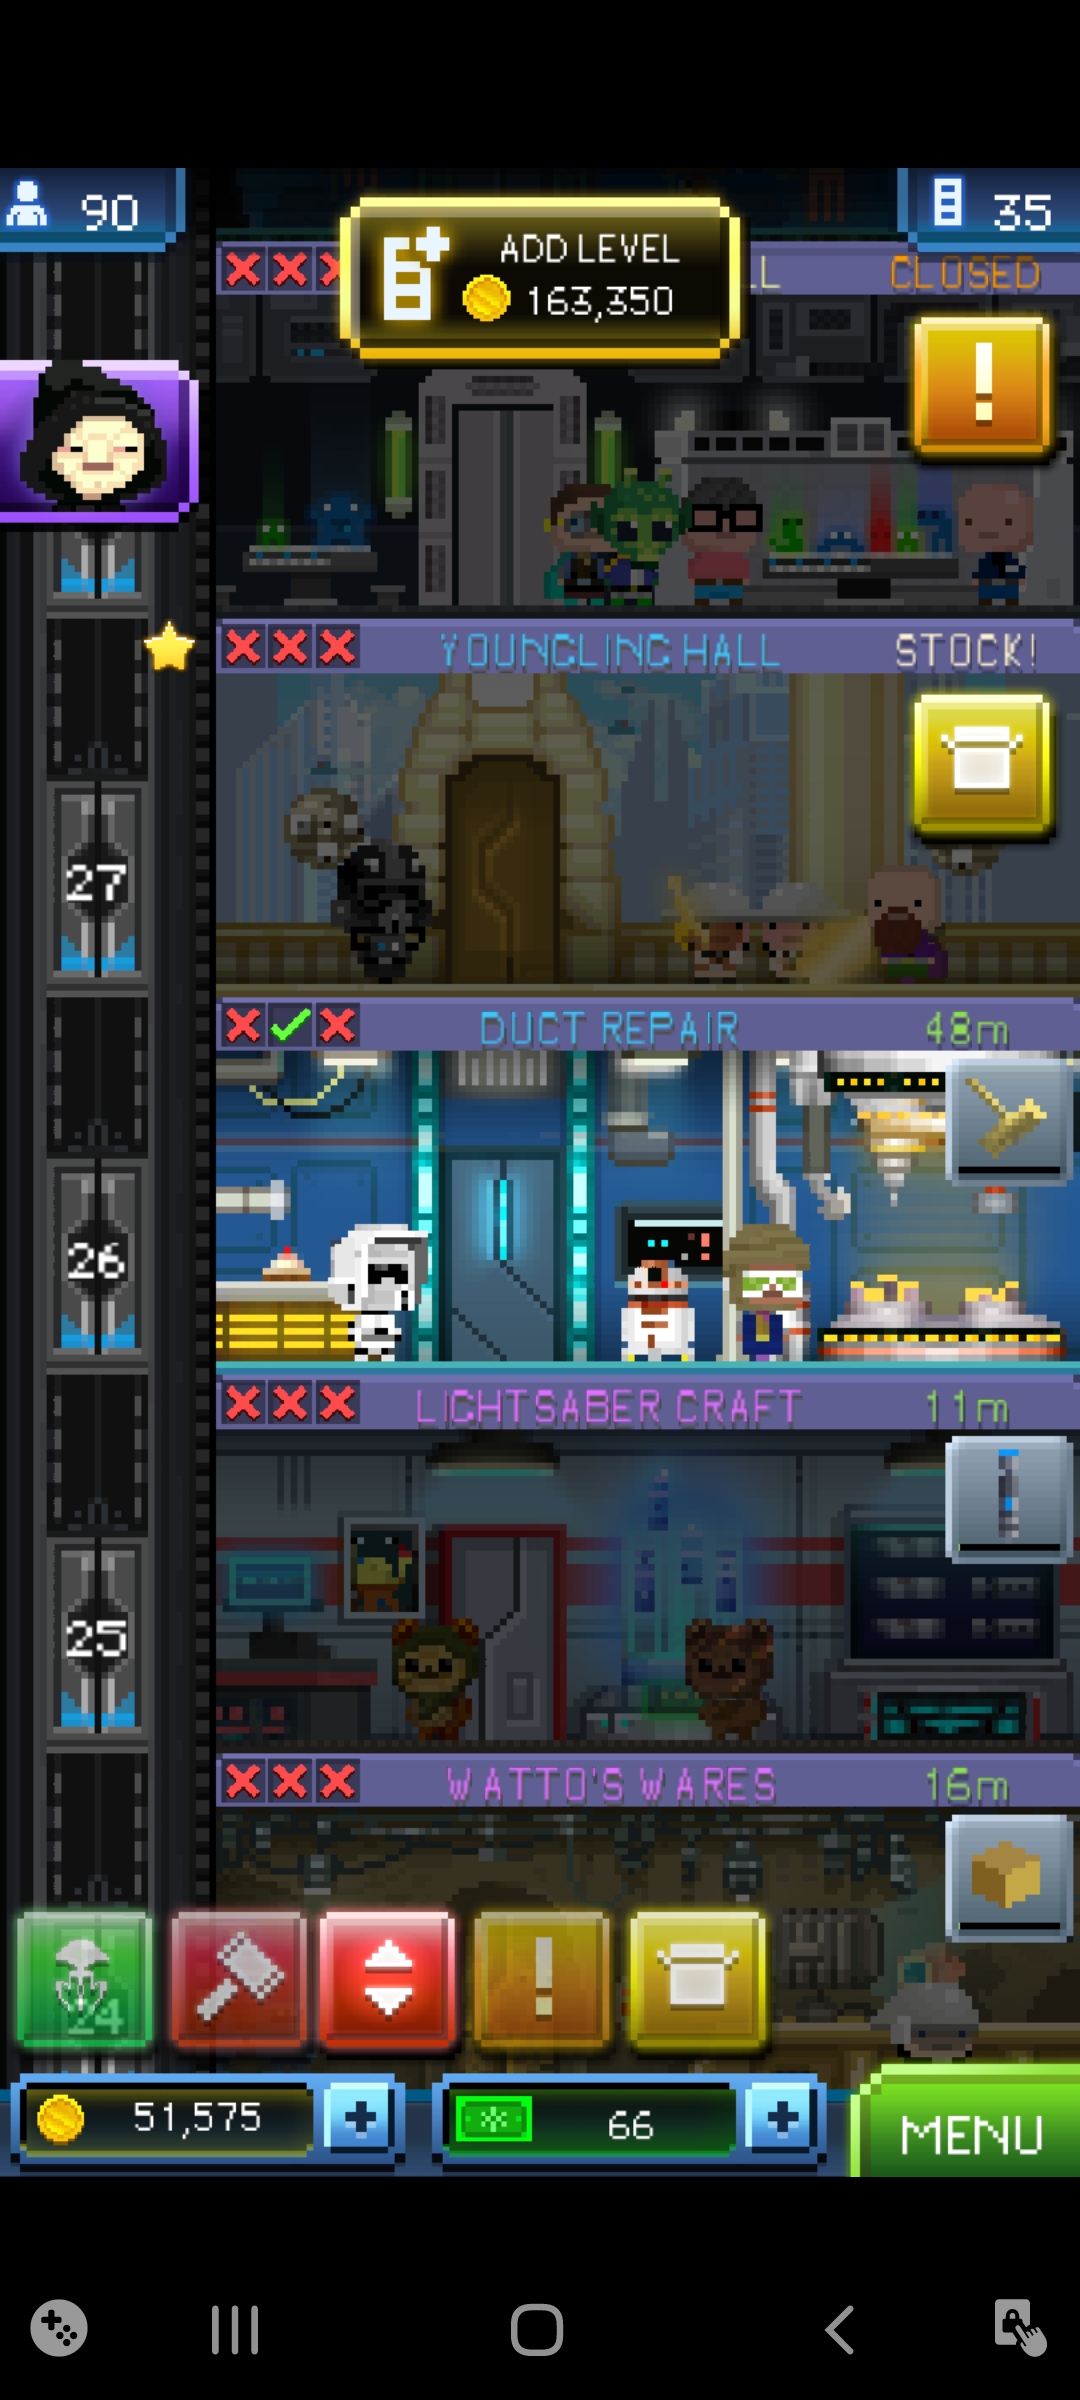 90
ADD LEVEL
163,350
35
CLOSED
YOUNGLING HALL STOCK!
27
DUCT REPAIR 48m
26
LIGHTSABER CRAFT 11m
25
WATTO'S WARES 16m
24
51,575
66
MENU